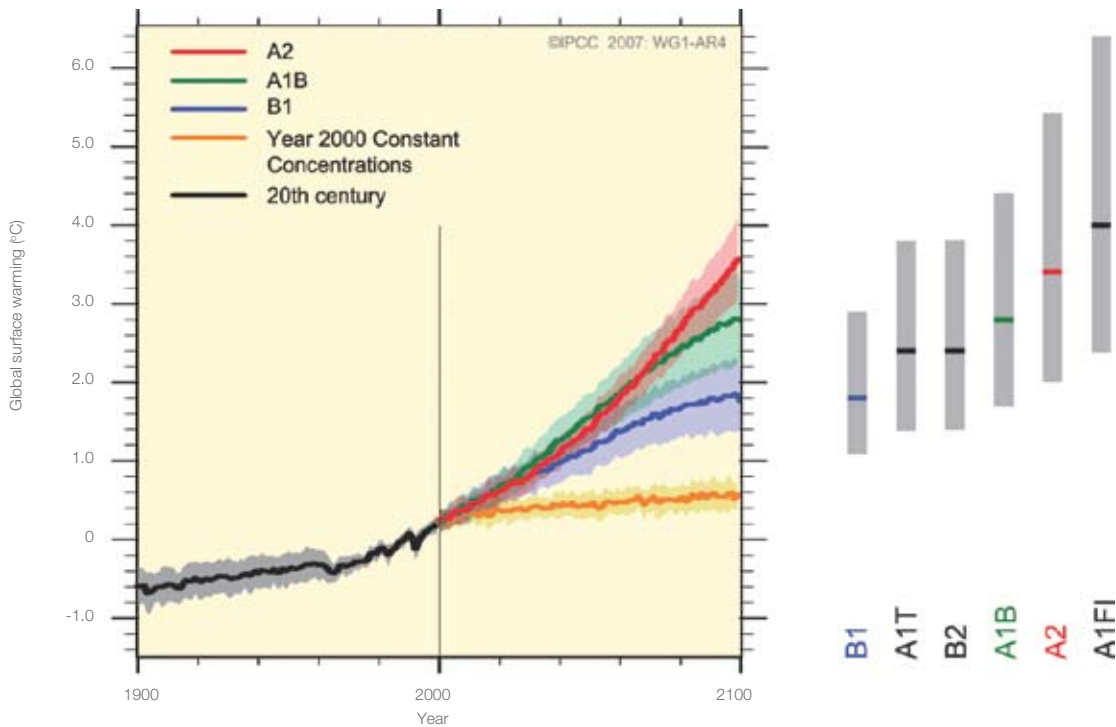 ©IPCC 2007: WG1-AR4
A2
A1B
B1
Year 2000 Constant
Concentrations
20th century
Global surface warming (ºC)
6.0
5.0
4.0
3.0
2.0
1.0
0
-1.0
1900
2000
2100
Year
B1
A1T
B2
A1B
A2
A1FI